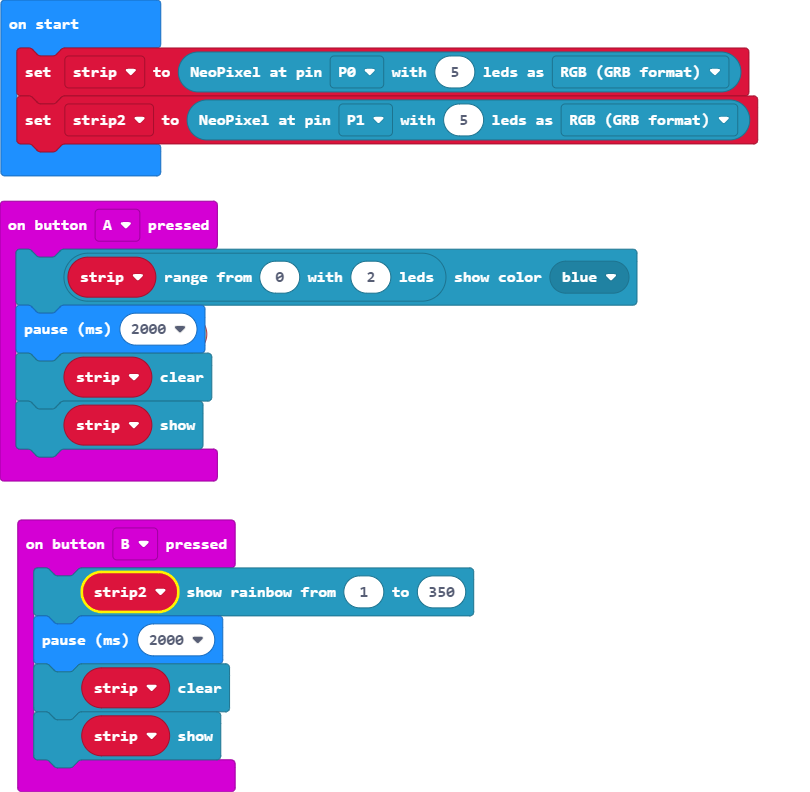 on start
set strip to NeoPixel at pin P0 with 5 leds as RGB (GRB format)
set strip2 to NeoPixel at pin P1 with 5 leds as RGB (GRB format)
on button A pressed
strip range from 0 with 2 leds show color blue
pause (ms) 2000
strip clear
strip show
on button B pressed
strip2 show rainbow from 1 to 350
pause (ms) 2000
strip clear
strip show